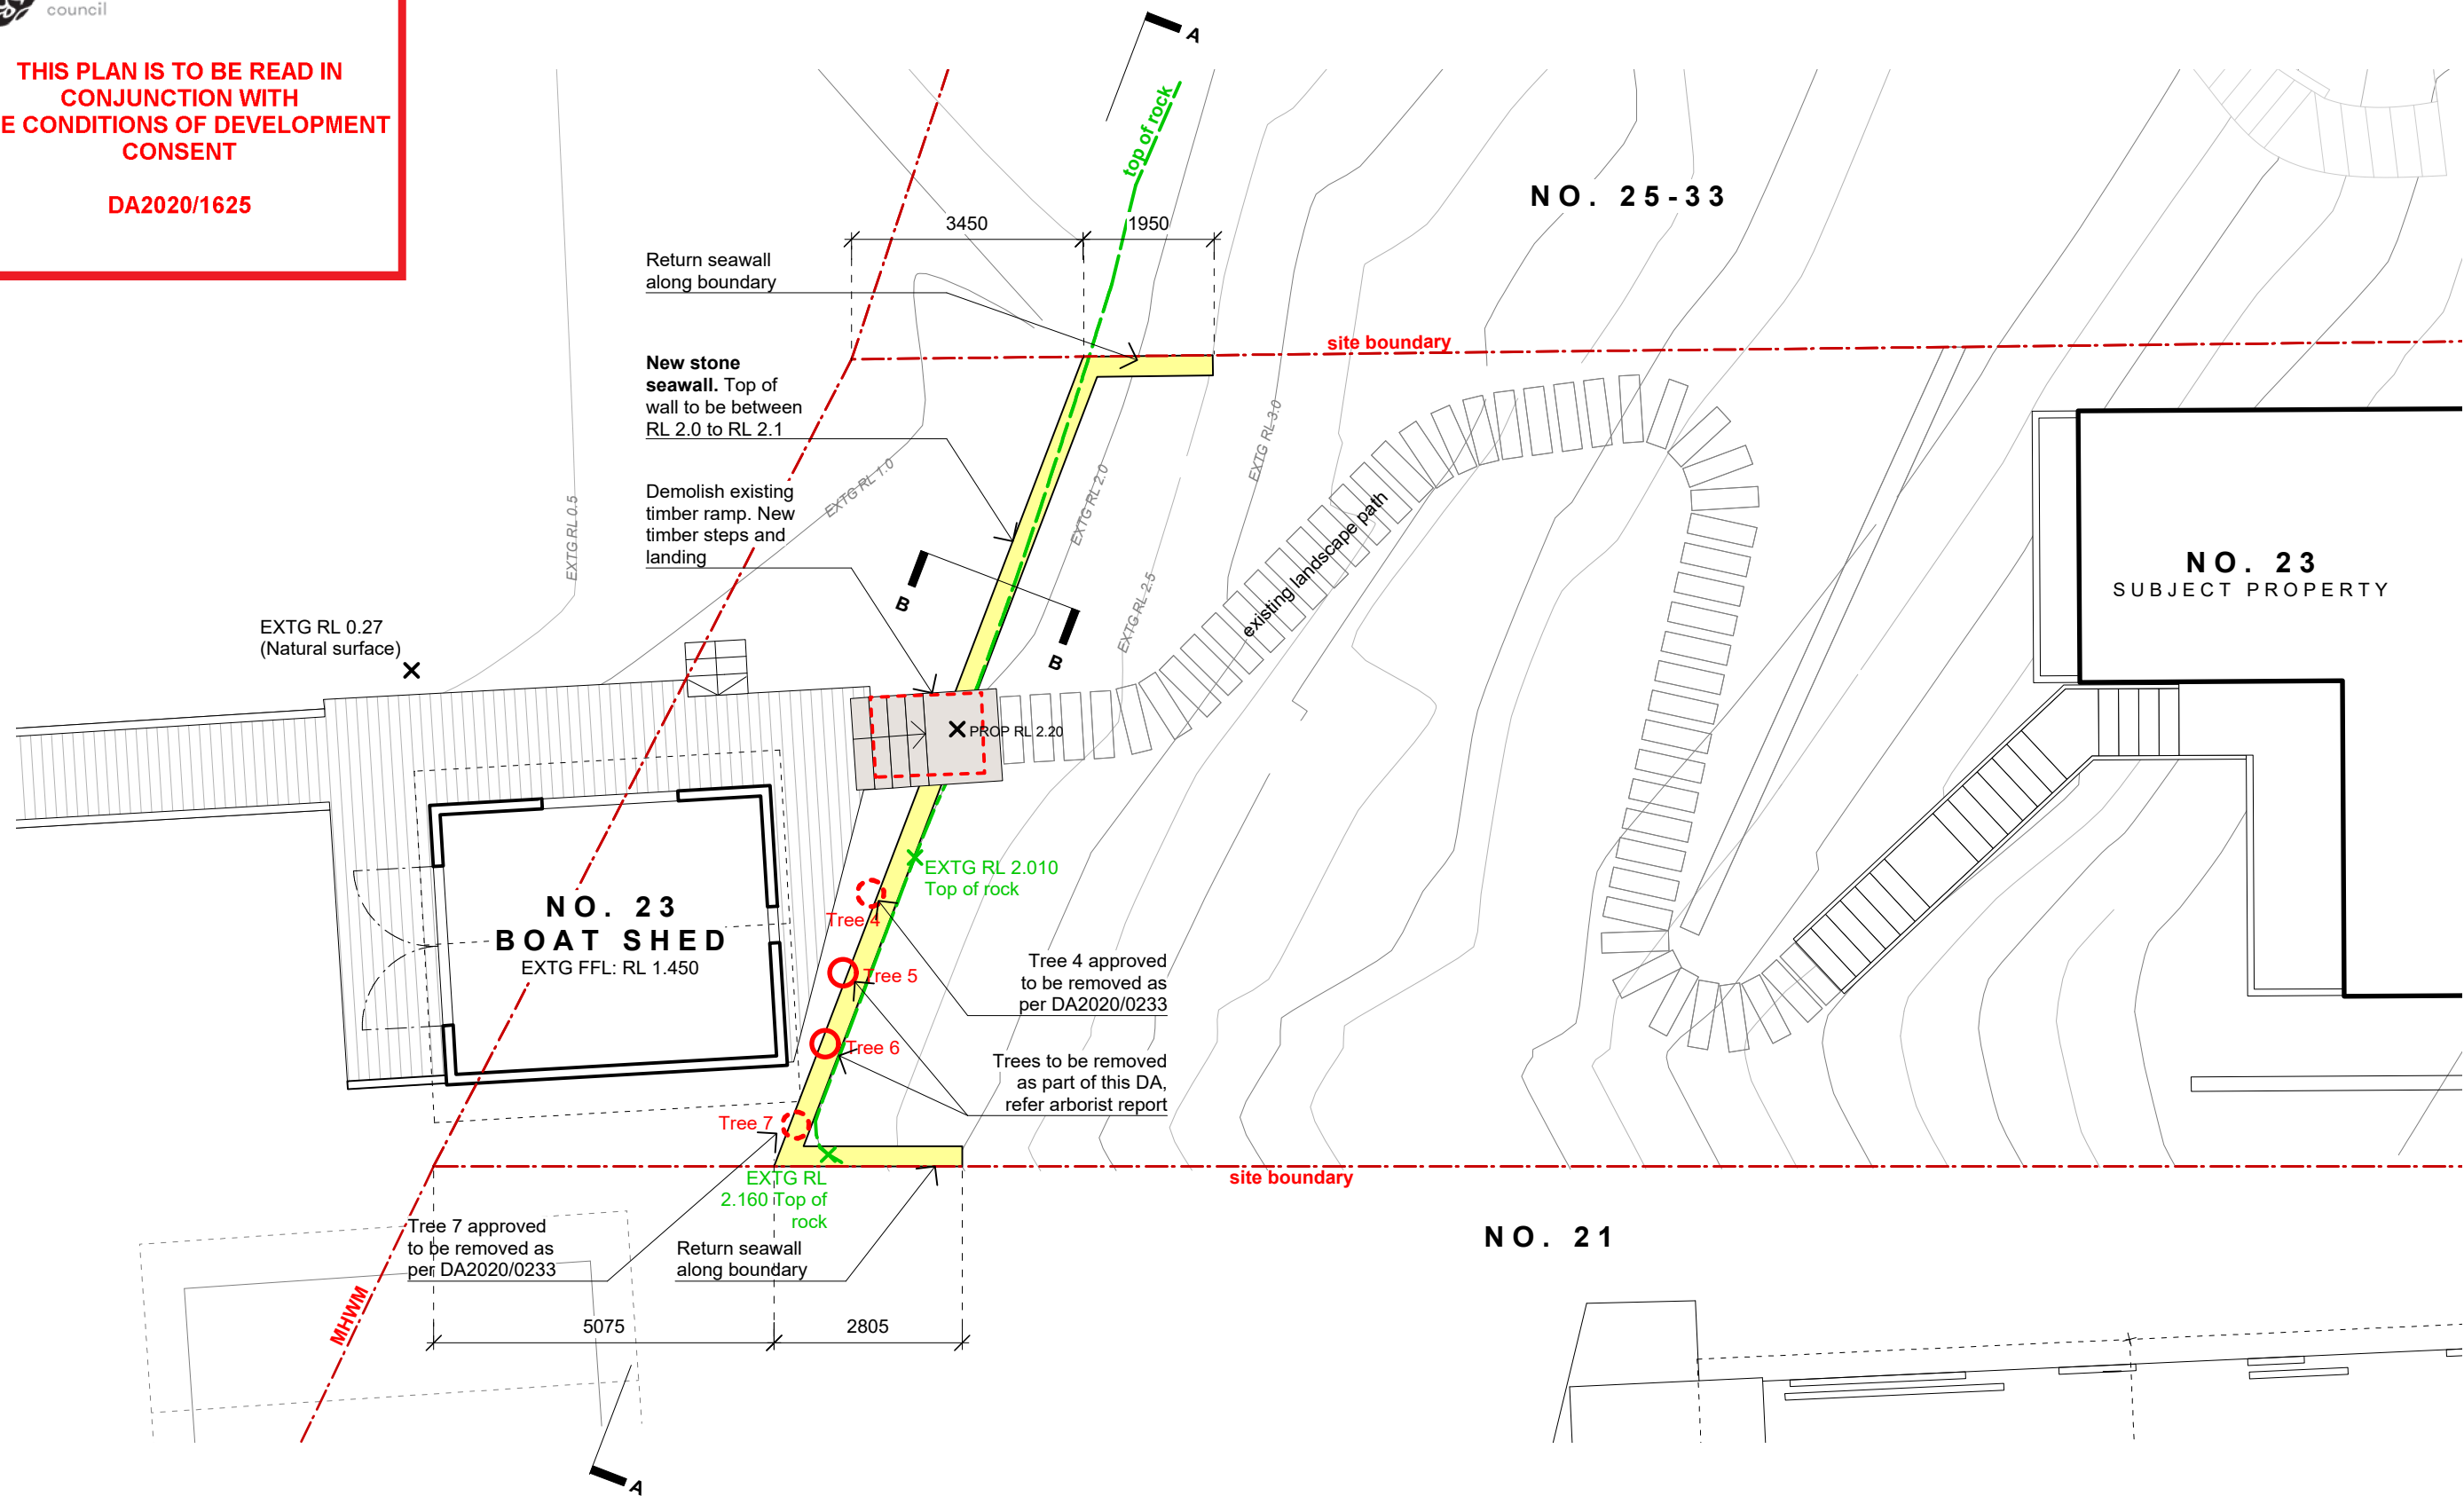 council
THIS PLAN IS TO BE READ IN
CONJUNCTION WITH
E CONDITIONS OF DEVELOPMENT
CONSENT
DA2020/1625
A
top of rock
NO. 25-33
3450
1950
Return seawall
along boundary
site boundary
New stone
seawall. Top of
wall to be between
RL 2.0 to RL 2.1
EXTG RL 3.0
EXTG RL 1.0
EXTG RL 2.0
EXTG RL 0.5
Demolish existing
timber ramp. New
timber steps and
landing
existing landscape path
NO. 23
SUBJECT PROPERTY
B
B
EXTG RL 2.5
EXTG RL 0.27
(Natural surface)
PROP RL 2.20
EXTG RL 2.010
Top of rock
NO. 23
BOAT SHED
EXTG FFL: RL 1.450
Tree 4
Tree 5
Tree 4 approved
to be removed as
per DA2020/0233
Tree 6
Trees to be removed
as part of this DA,
refer arborist report
Tree 7
site boundary
EXTG RL
2.160 Top of
rock
Tree 7 approved
to be removed as
per DA2020/0233
Return seawall
along boundary
NO. 21
MHWM
5075
2805
A